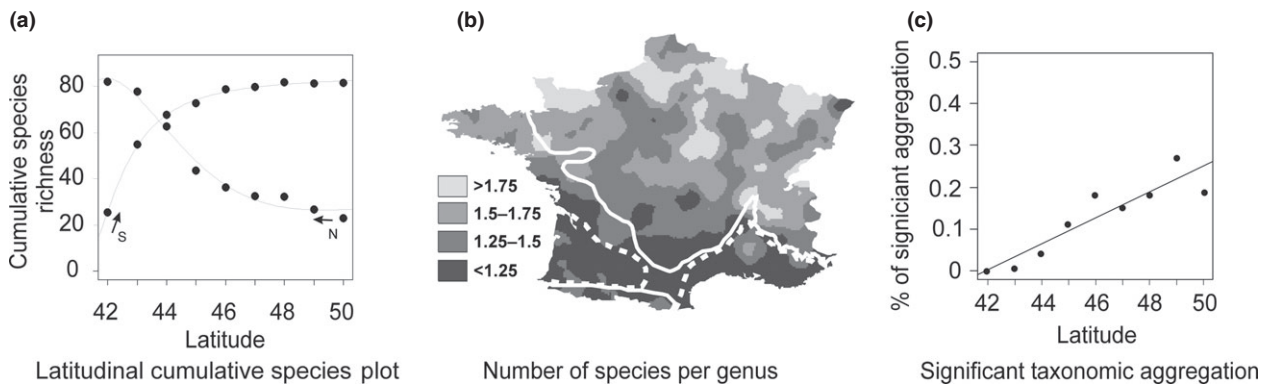 (a)
Cumulative species
richness
80
60
40
20
0
S
N
42 44 46 48 50
Latitude
Latitudinal cumulative species plot
(b)
>1.75
1.5–1.75
1.25–1.5
<1.25
Number of species per genus
(c)
% of signiciant aggregation
0.5
0.4
0.3
0.2
0.1
0
42 44 46 48 50
Latitude
Significant taxonomic aggregation